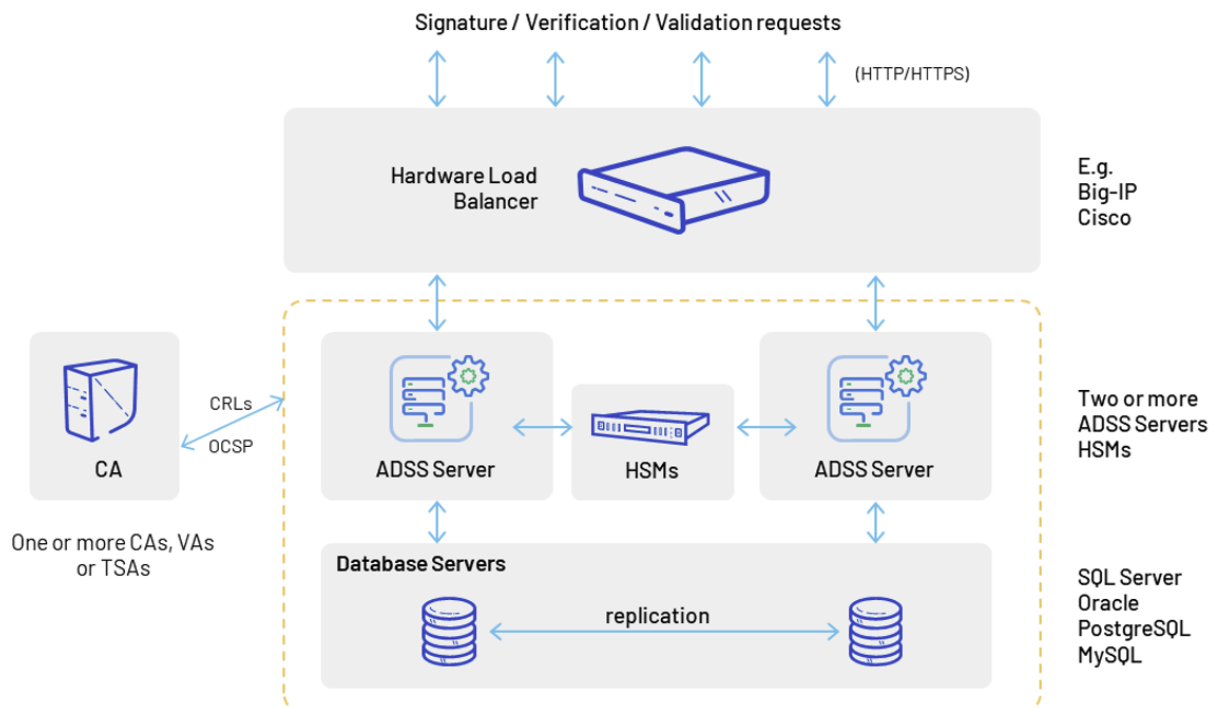 Signature / Verification / Validation requests
(HTTP/HTTPS)
Hardware Load
Balancer
E.g.
Big-IP
Cisco
CRLs
OCSP
CA
One or more CAs, VAs
or TSAs
ADSS Server
HSMs
ADSS Server
Two or more
ADSS Servers
HSMs
Database Servers
replication
SQL Server
Oracle
PostgreSQL
MySQL